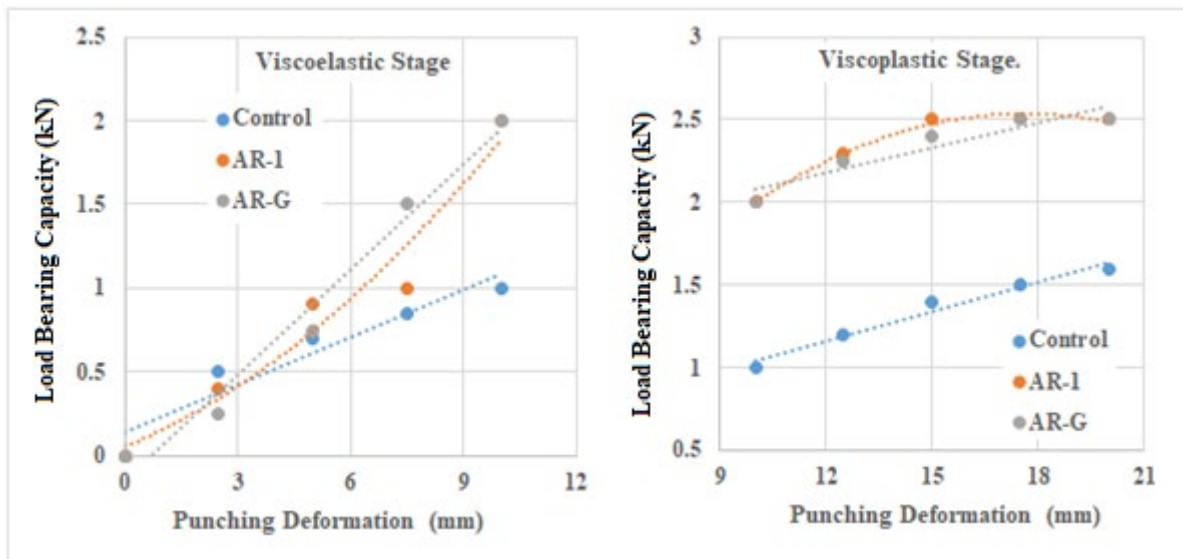 Viscoelastic Stage
Load Bearing Capacity (kN)
2.5
2
1.5
1
0.5
0
Control
AR-1
AR-G
0 3 6 9 12
Punching Deformation (mm)
Viscoplastic Stage.
Load Bearing Capacity (kN)
3
2.5
2
1.5
1
0.5
Control
AR-1
AR-G
9 12 15 18 21
Punching Deformation (mm)